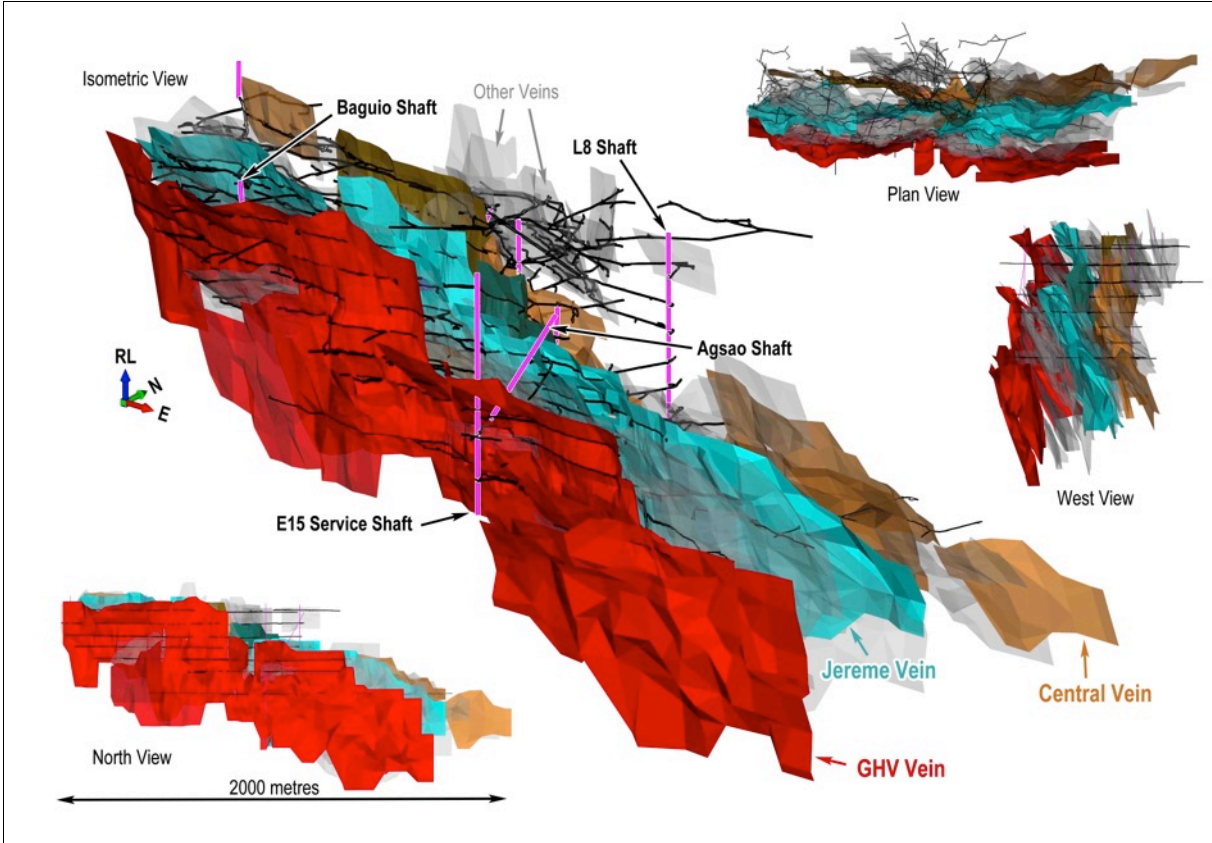 Isometric View
Baguio Shaft
Other Veins
L8 Shaft
Plan View
RL
N
E
Agsao Shaft
West View
E15 Service Shaft
Jereme Vein
Central Vein
North View
GHV Vein
2000 metres